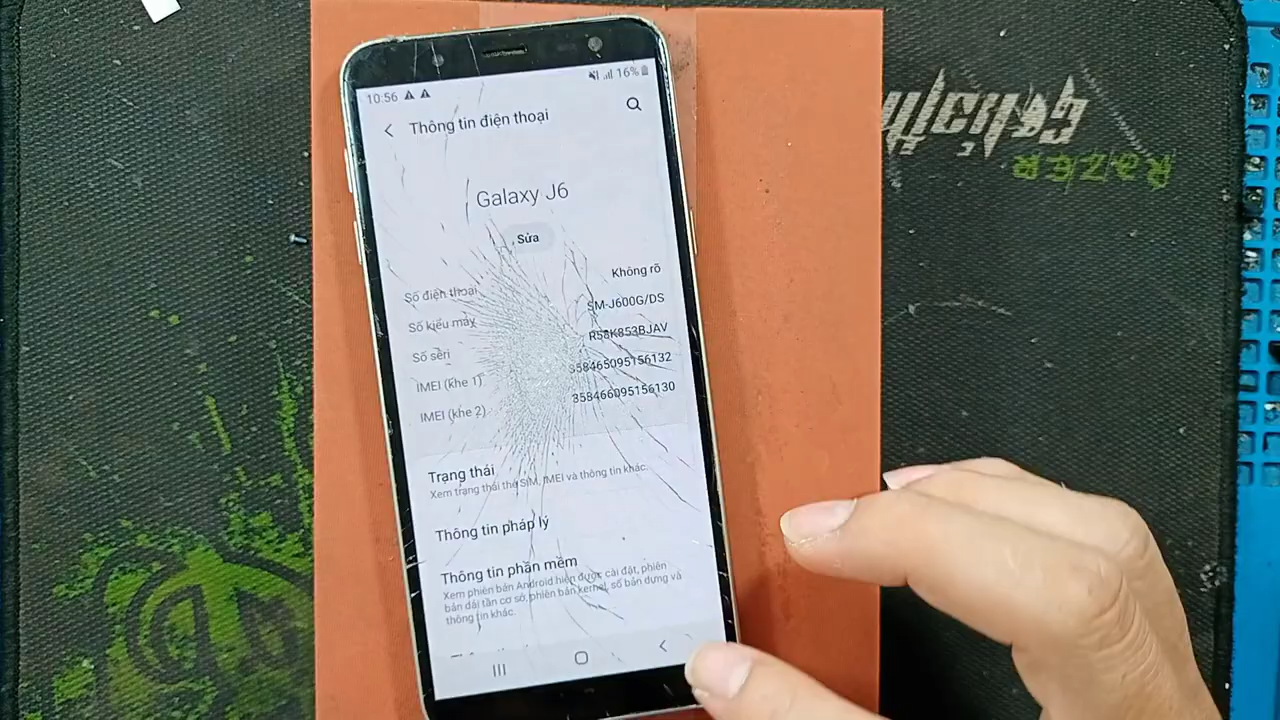 10:56
16%
Thông tin điện thoại
Galaxy J6
Sửa
Số điện thoại Không rõ
Số kiểu máy SM-J600G/DS
Số sêri R58K853BJAV
IMEI (khe 1) 358465095156132
IMEI (khe 2) 358466095156130
Trạng thái
Xem trạng thái thẻ SIM, IMEI và thông tin khác.
Thông tin pháp lý
Thông tin phần mềm
Xem phiên bản Android hiện được cài đặt, phiên
bản dải tần cơ sở, phiên bản kernel, số bản dựng và
thông tin khác.
RAZER